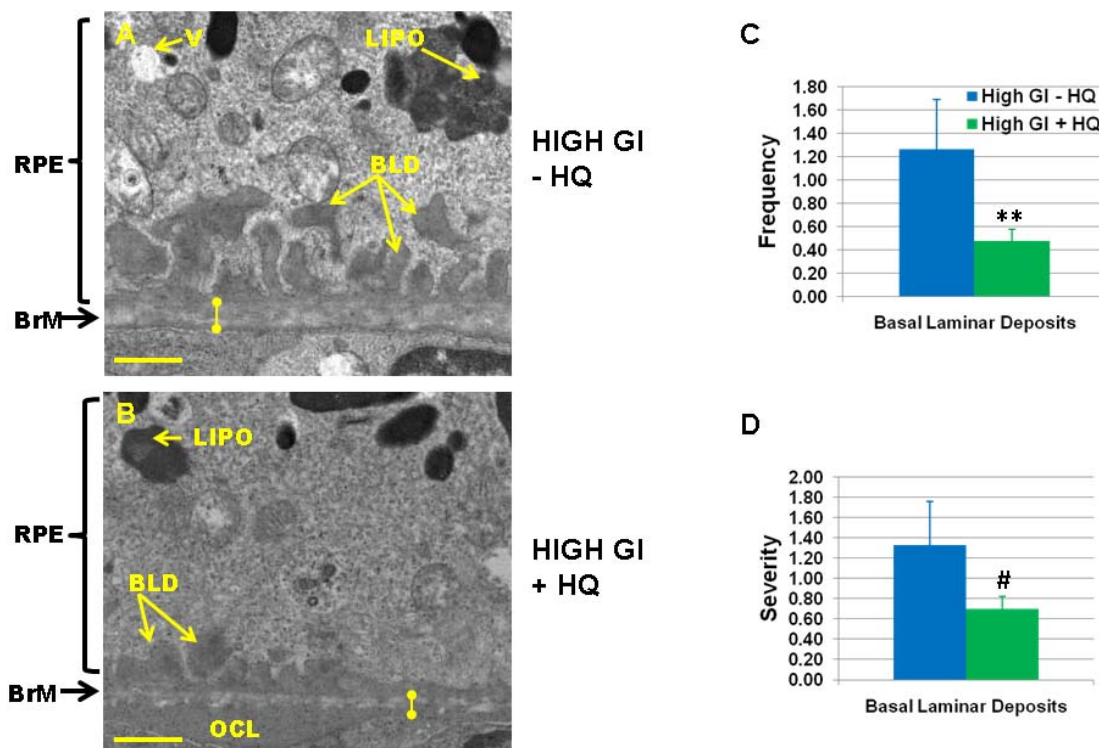 A
V
LIPO
RPE
BLD
BrM
HIGH GI
- HQ
B
LIPO
RPE
BLD
BrM
OCL
HIGH GI
+ HQ
C
Frequency
1.80
1.60
1.40
1.20
1.00
0.80
0.60
0.40
0.20
0.00
High GI - HQ
High GI + HQ
**
Basal Laminar Deposits
D
Severity
2.00
1.80
1.60
1.40
1.20
1.00
0.80
0.60
0.40
0.20
0.00
#
Basal Laminar Deposits